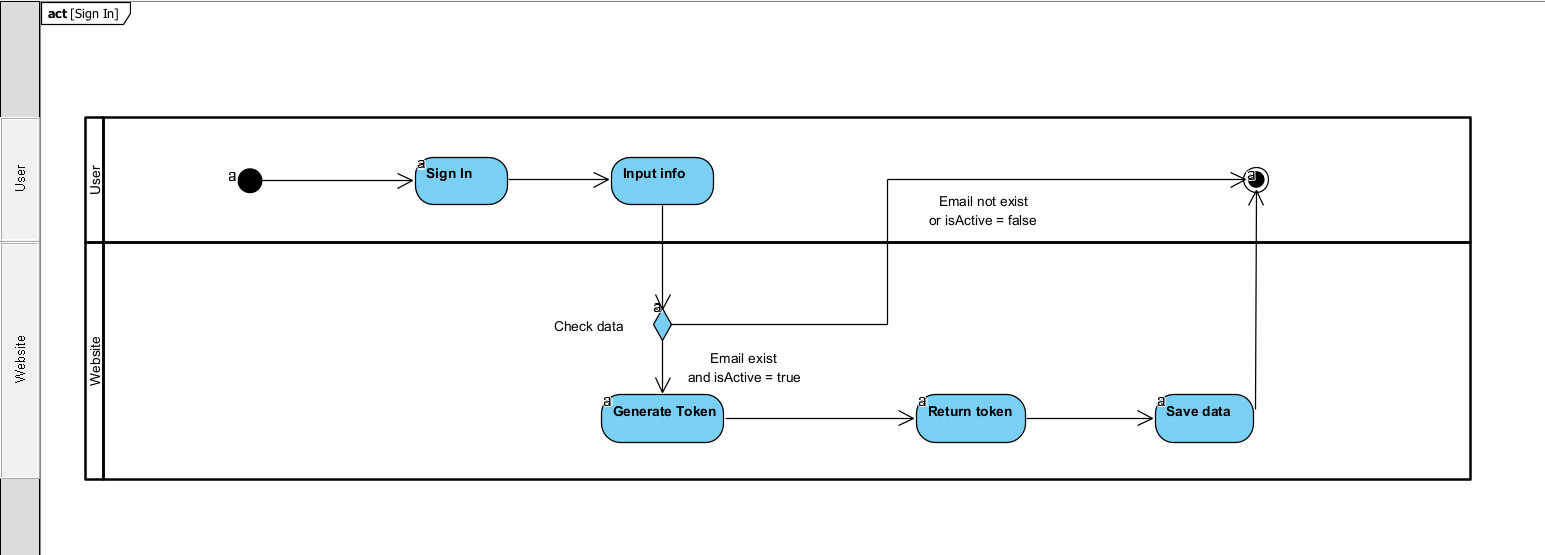 act [Sign In]
User
User
a
a
Sign In
Input info
a
Email not exist
or isActive = false
Website
Website
a
Check data
Email exist
and isActive = true
a
Generate Token
a
Return token
a
Save data